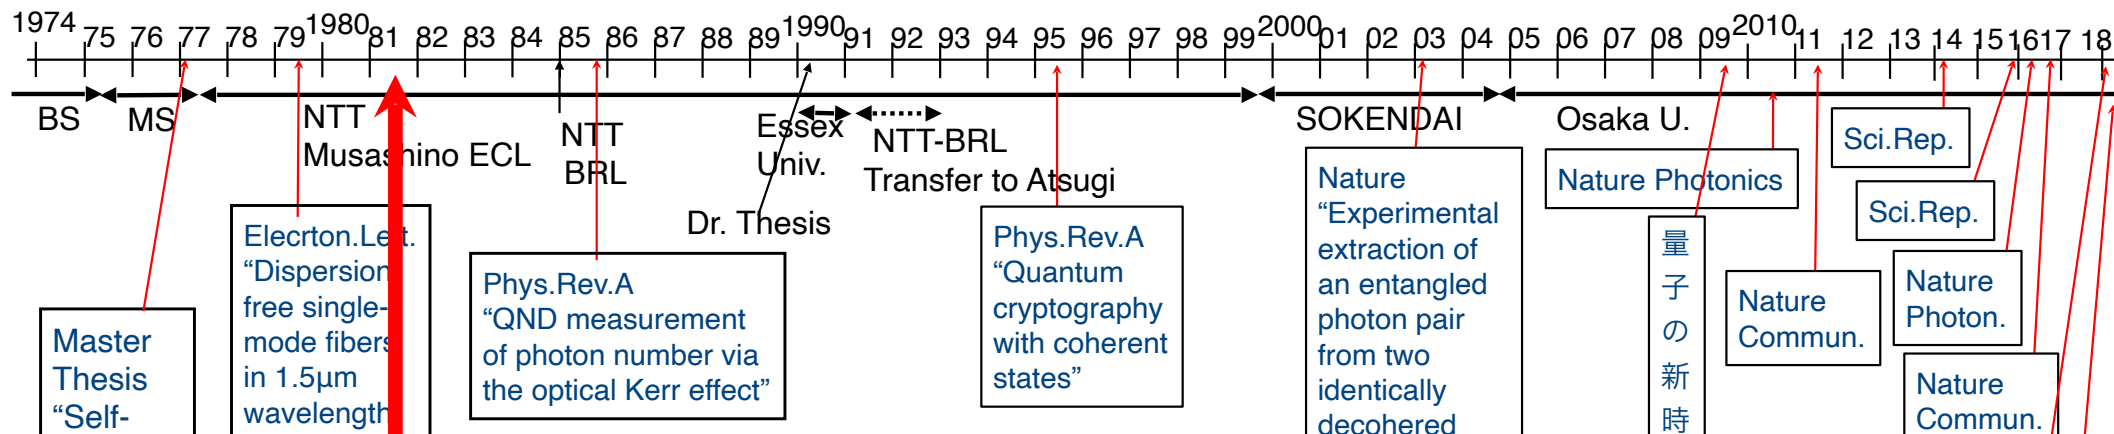 1974 75 76 77 78 79 1980 81 82 83 84 85 86 87 88 89 1990 91 92 93 94 95 96 97 98 99 2000 01 02 03 04 05 06 07 08 09 2010 11 12 13 14 15 16 17 18
BS
MS
NTT
Musashino ECL
NTT
BRL
Essex
Univ.
NTT-BRL
Transfer to Atsugi
Dr. Thesis
SOKENDAI
Osaka U.
Master
Thesis
“Self-
Elecrton.Lett.
“Dispersion
free single-
mode fibers
in 1.5μm
wavelength
Phys.Rev.A
“QND measurement
of photon number via
the optical Kerr effect”
Phys.Rev.A
“Quantum
cryptography
with coherent
states”
Nature
“Experimental
extraction of
an entangled
photon pair
from two
identically
decohered
Nature Photonics
量
子
の
新
時
Nature
Commun.
Sci.Rep.
Sci.Rep.
Nature
Photon.
Nature
Commun.